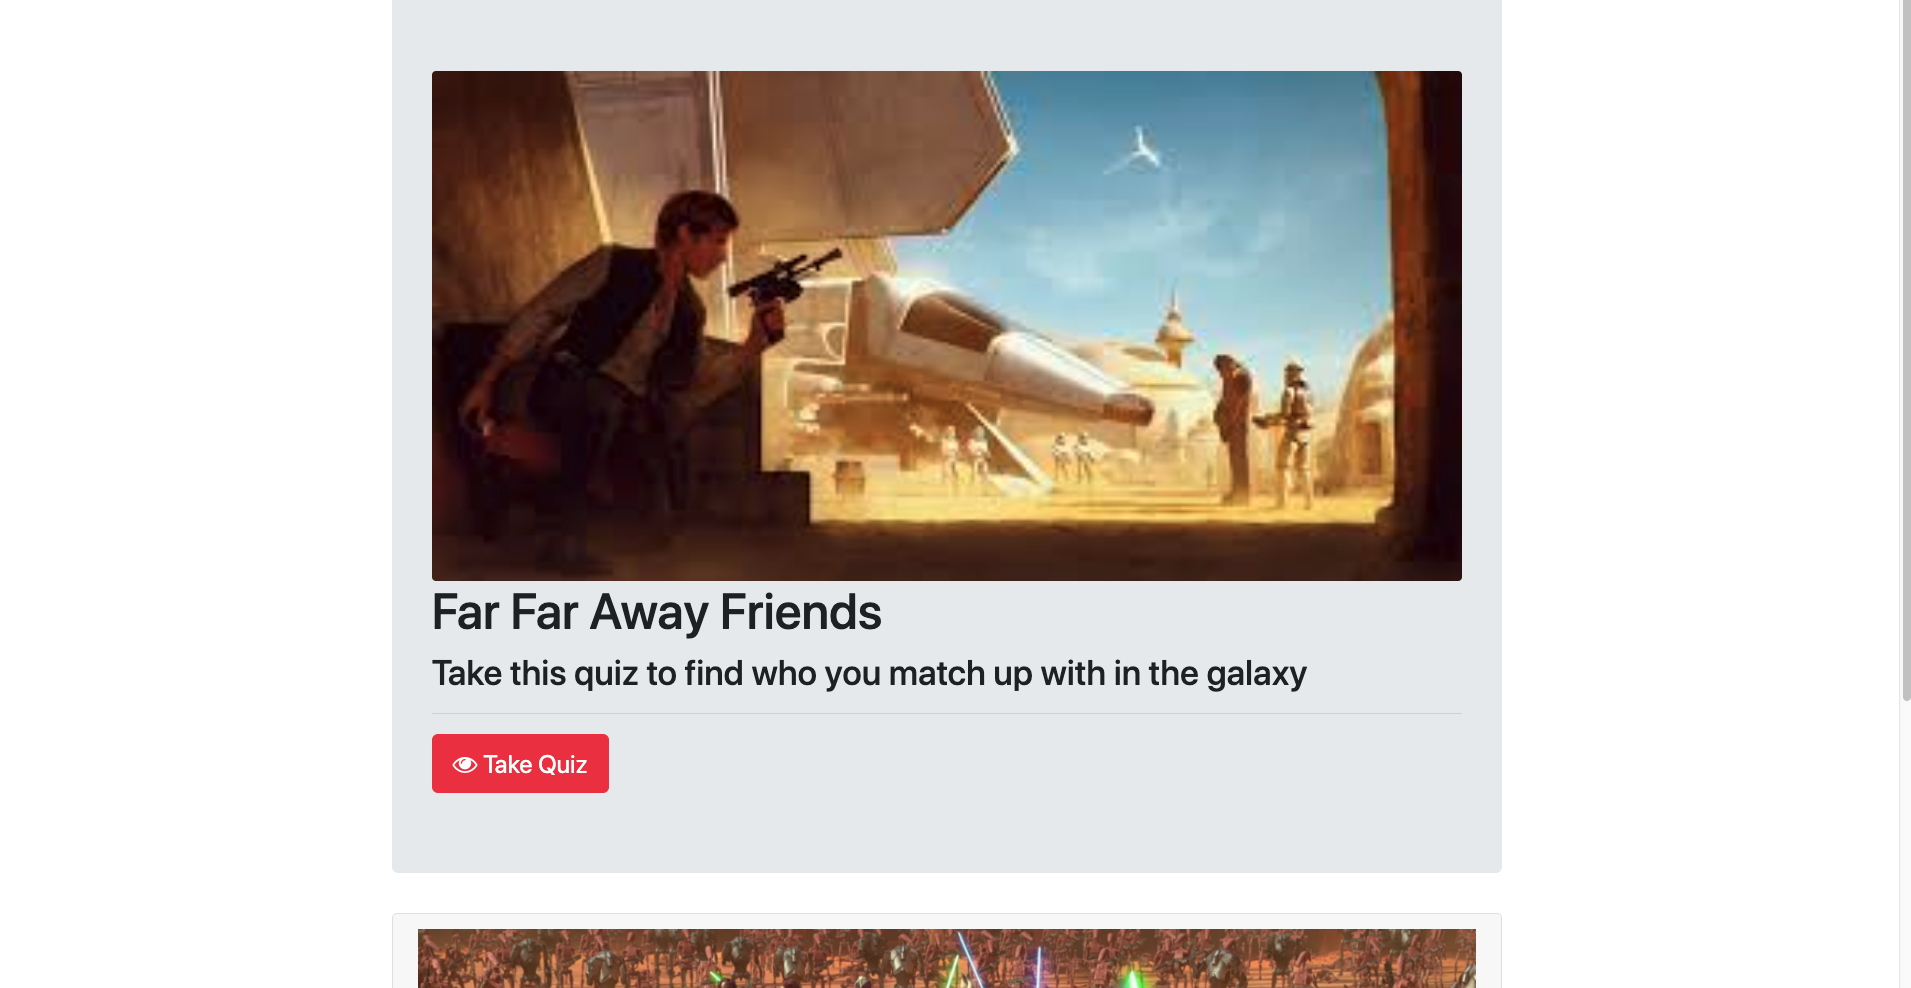 Far Far Away Friends
Take this quiz to find who you match up with in the galaxy
Take Quiz